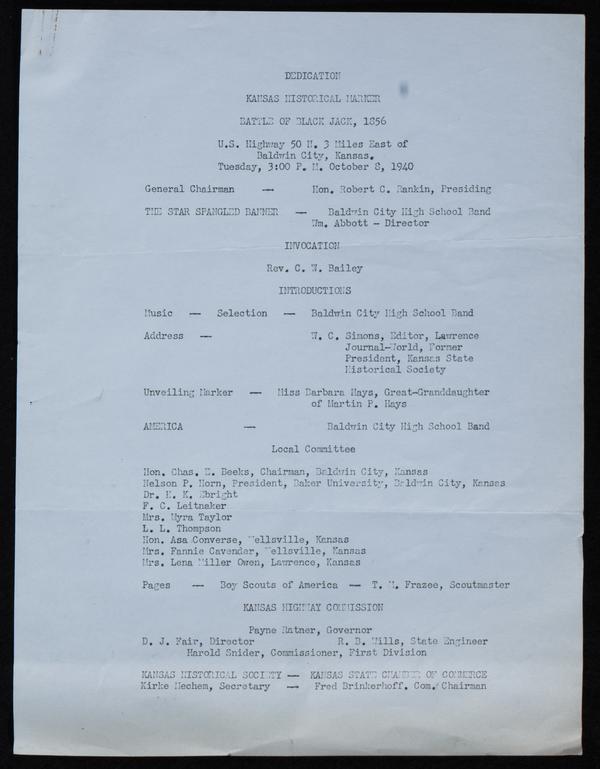 DEDICATION
KANSAS HISTORICAL MARKER
BATTLE OF BLACK JACK, 1856
U.S. Highway 50 N. 3 Miles East of
Baldwin City, Kansas.
Tuesday, 3:00 P. M. October 8, 1940
General Chairman — Hon. Robert C. Rankin, Presiding
THE STAR SPANGLED BANNER — Baldwin City High School Band
Wm. Abbott - Director
INVOCATION
Rev. C. W. Bailey
INTRODUCTIONS
Music — Selection — Baldwin City High School Band
Address — W. C. Simons, Editor, Lawrence
Journal-World, Former
President, Kansas State
Historical Society
Unveiling Marker — Miss Barbara Hays, Great-Granddaughter
of Martin P. Hays
AMERICA — Baldwin City High School Band
Local Committee
Hon. Chas. E. Beeks, Chairman, Baldwin City, Kansas
Nelson P. Horn, President, Baker University, Baldwin City, Kansas
Dr. H. K. Ebright
F. C. Leitnaker
Mrs. Myra Taylor
L. L. Thompson
Hon. Asa Converse, Wellsville, Kansas
Mrs. Fannie Cavender, Wellsville, Kansas
Mrs. Lena Miller Owen, Lawrence, Kansas
Pages — Boy Scouts of America — T. M. Frazee, Scoutmaster
KANSAS HIGHWAY COMMISSION
Payne Ratner, Governor
D. J. Fair, Director R. B. Wills, State Engineer
Harold Snider, Commissioner, First Division
KANSAS HISTORICAL SOCIETY — KANSAS STATE CHAMBER OF COMMERCE
Kirke Mechem, Secretary — Fred Brinkerhoff, Com. Chairman